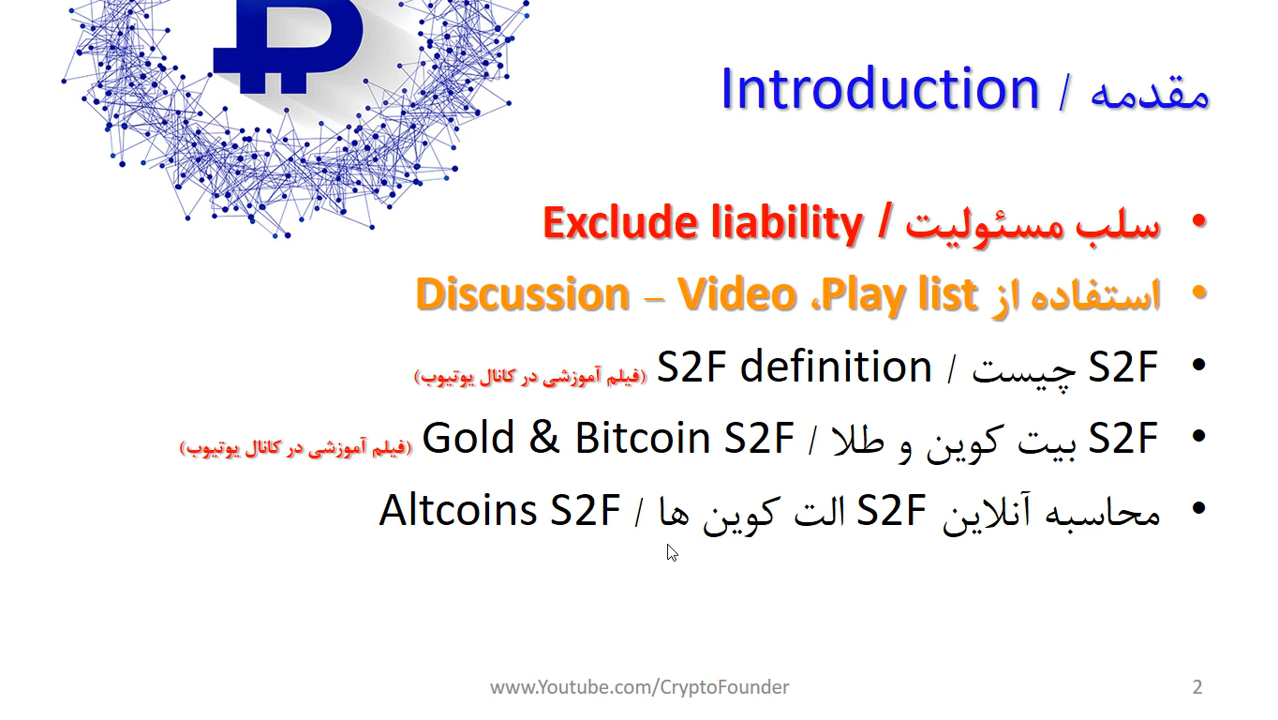 مقدمه / Introduction
• سلب مسئولیت / Exclude liability
• استفاده از Play list، Video – Discussion
• S2F چیست / S2F definition (فیلم آموزشی در کانال یوتیوب)
• S2F بیت کوین و طلا / Gold & Bitcoin S2F (فیلم آموزشی در کانال یوتیوب)
• محاسبه آنلاین S2F الت کوین ها / Altcoins S2F
www.Youtube.com/CryptoFounder
2